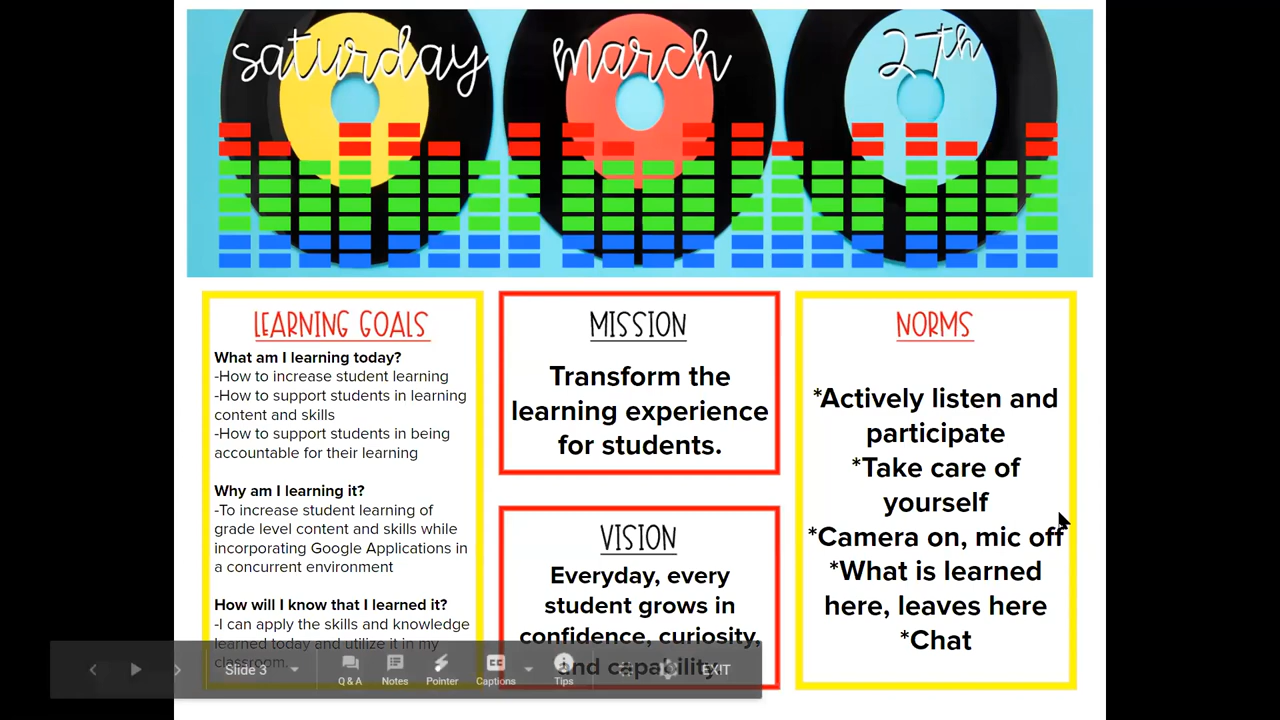 saturday march 27th
LEARNING GOALS
What am I learning today?
-How to increase student learning
-How to support students in learning
content and skills
-How to support students in being
accountable for their learning
Why am I learning it?
-To increase student learning of
grade level content and skills while
incorporating Google Applications in
a concurrent environment
How will I know that I learned it?
-I can apply the skills and knowledge
learned today and utilize it in my
classroom.
MISSION
Transform the
learning experience
for students.
VISION
Everyday, every
student grows in
confidence, curiosity,
and capability.
NORMS
*Actively listen and
participate
*Take care of
yourself
*Camera on, mic off
*What is learned
here, leaves here
*Chat
Slide 3
Q & A
Notes
Pointer
Captions
Tips
EXIT